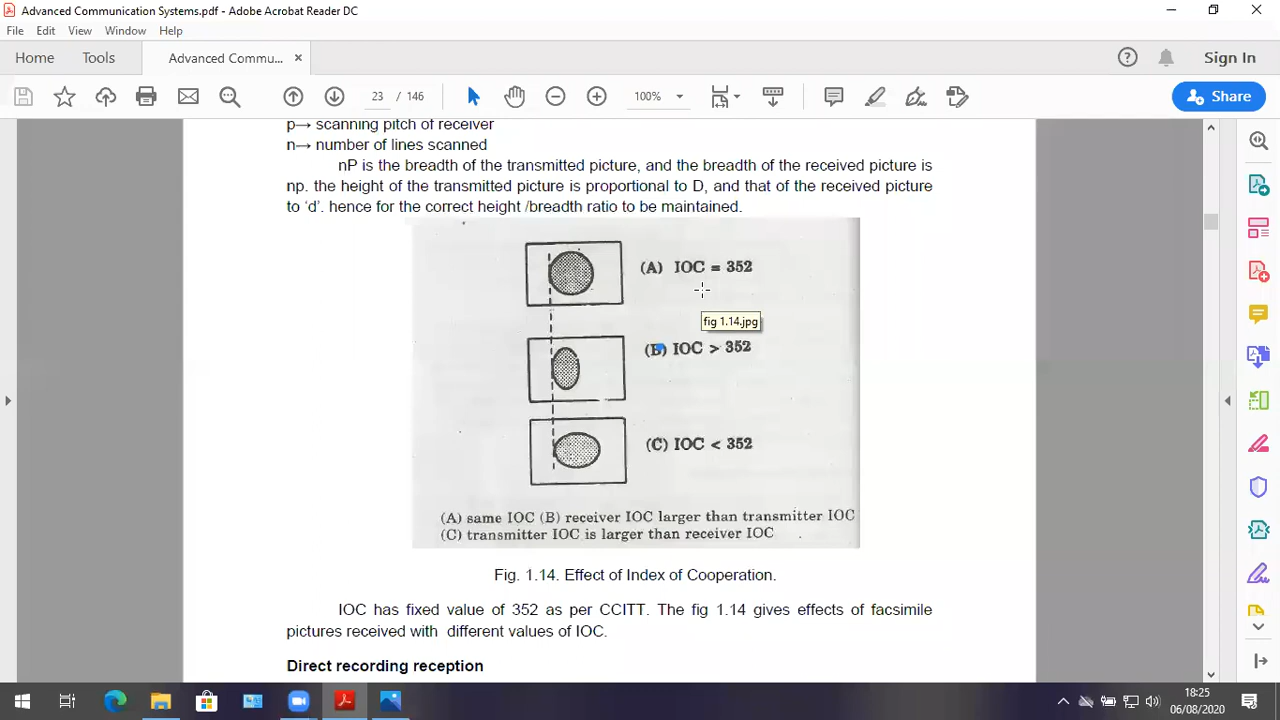 Advanced Communication Systems.pdf - Adobe Acrobat Reader DC
File Edit View Window Help
Home Tools Advanced Commu... ×
? Sign In
23 / 146 100% Share
p→ scanning pitch of receiver
n→ number of lines scanned
nP is the breadth of the transmitted picture, and the breadth of the received picture is
np. the height of the transmitted picture is proportional to D, and that of the received picture
to ‘d’. hence for the correct height /breadth ratio to be maintained.
(A) IOC = 352
fig 1.14.jpg
(B) IOC > 352
(C) IOC < 352
(A) same IOC (B) receiver IOC larger than transmitter IOC
(C) transmitter IOC is larger than receiver IOC
Fig. 1.14. Effect of Index of Cooperation.
IOC has fixed value of 352 as per CCITT. The fig 1.14 gives effects of facsimile
pictures received with different values of IOC.
Direct recording reception
18:25
06/08/2020